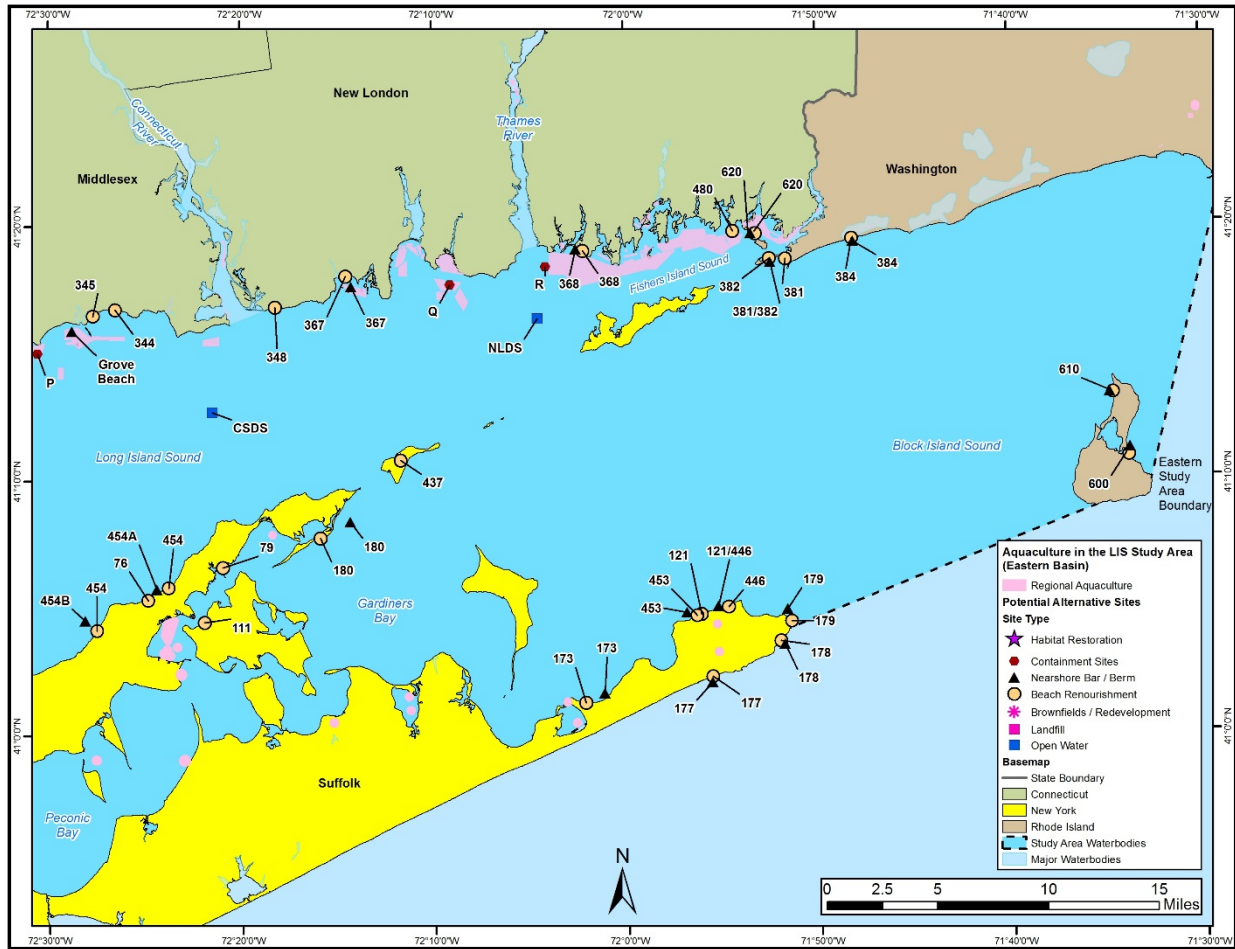 72°30'0"W
72°20'0"W
72°10'0"W
72°0'0"W
71°50'0"W
71°40'0"W
71°30'0"W
New London
Connecticut
River
Thames
River
Middlesex
Washington
620
480
620
41°20'0"N
41°20'0"N
345
R
368
368
Fishers Island Sound
382
381
384
384
367
367
Q
381/382
344
348
NLDS
Grove
Beach
P
610
CSDS
Long Island Sound
Block Island Sound
437
41°10'0"N
41°10'0"N
600
Eastern
Study
Area
Boundary
454A
454
79
180
180
76
121
121/446
454B
454
453
446
179
453
179
Gardiners
Bay
111
173
173
178
178
177
177
41°0'0"N
41°0'0"N
Suffolk
Peconic
Bay
Aquaculture in the LIS Study Area
(Eastern Basin)
Regional Aquaculture
Potential Alternative Sites
Site Type
Habitat Restoration
Containment Sites
Nearshore Bar / Berm
Beach Renourishment
Brownfields / Redevelopment
Landfill
Open Water
Basemap
State Boundary
Connecticut
New York
Rhode Island
Study Area Waterbodies
Major Waterbodies
N
0 2.5 5 10 15
Miles
72°30'0"W
72°20'0"W
72°10'0"W
72°0'0"W
71°50'0"W
71°40'0"W
71°30'0"W